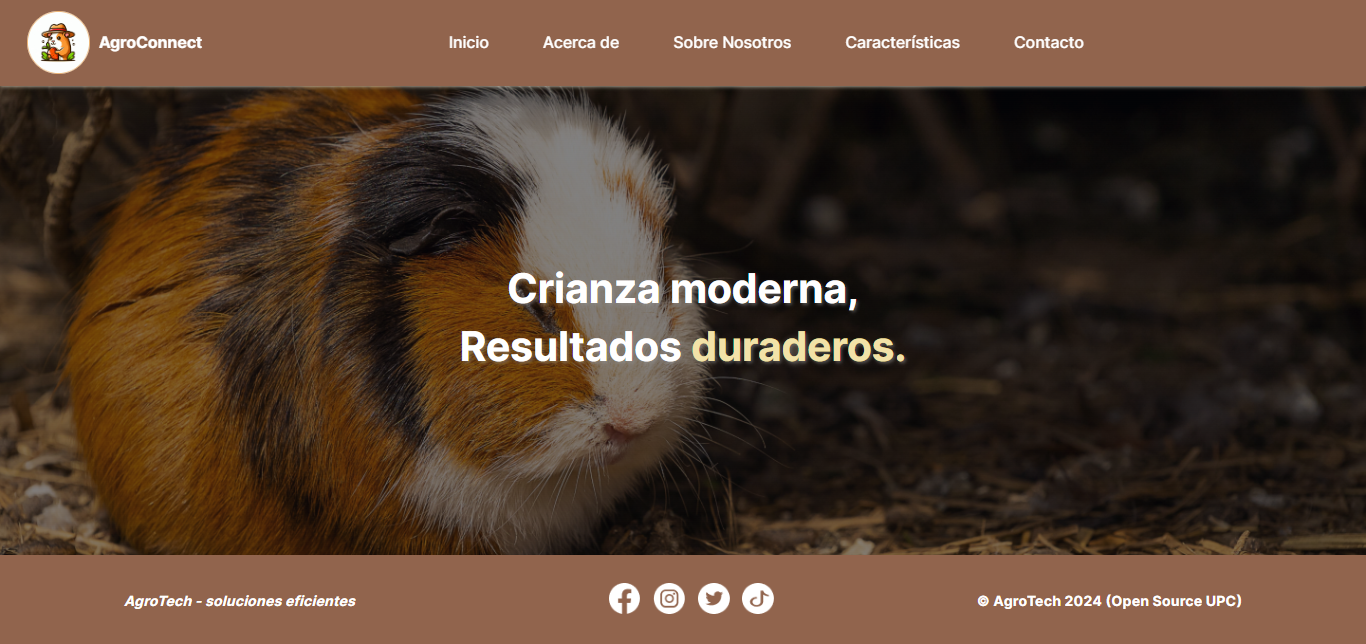 AgroConnect
Inicio
Acerca de
Sobre Nosotros
Características
Contacto
Crianza moderna,
Resultados duraderos.
AgroTech - soluciones eficientes
© AgroTech 2024 (Open Source UPC)